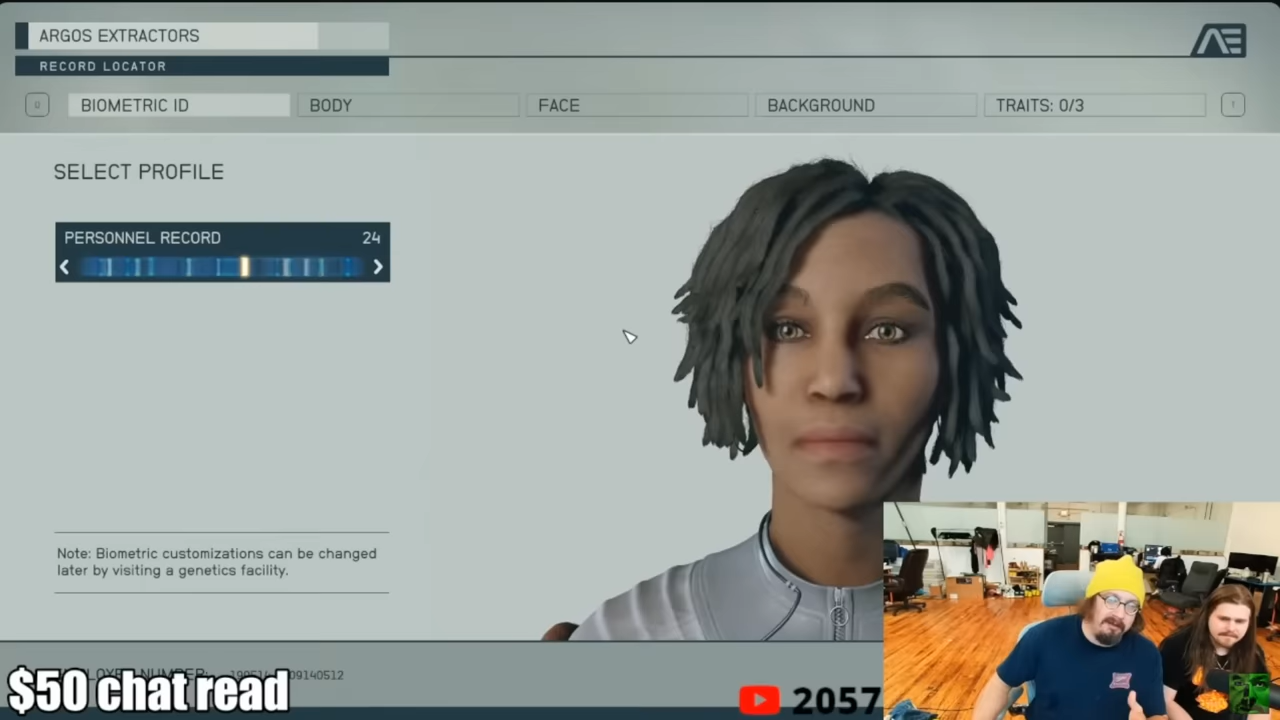 ARGOS EXTRACTORS
AE
RECORD LOCATOR
BIOMETRIC ID
BODY
FACE
BACKGROUND
TRAITS: 0/3
SELECT PROFILE
PERSONNEL RECORD 24
Note: Biometric customizations can be changed
later by visiting a genetics facility.
$50 chat read
2057